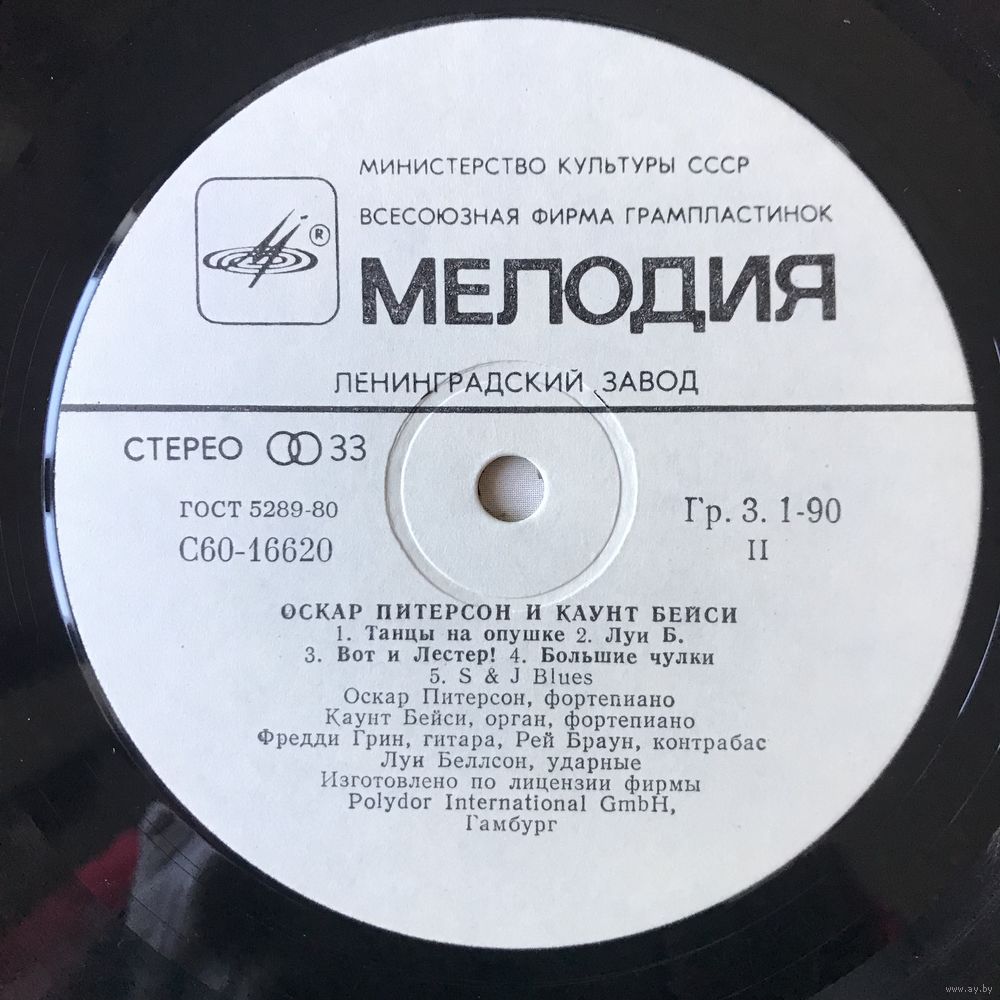 МИНИСТЕРСТВО КУЛЬТУРЫ СССР
ВСЕСОЮЗНАЯ ФИРМА ГРАМПЛАСТИНОК
®
МЕЛОДИЯ
ЛЕНИНГРАДСКИЙ ЗАВОД
СТЕРЕО 33
ГОСТ 5289-80
С60-16620
Гр. 3. 1-90
II
ОСКАР ПИТЕРСОН И КАУНТ БЕЙСИ
1. Танцы на опушке 2. Луи Б.
3. Вот и Лестер! 4. Большие чулки
5. S & J Blues
Оскар Питерсон, фортепиано
Каунт Бейси, орган, фортепиано
Фредди Грин, гитара, Рей Браун, контрабас
Луи Беллсон, ударные
Изготовлено по лицензии фирмы
Polydor International GmbH,
Гамбург
www.ay.by